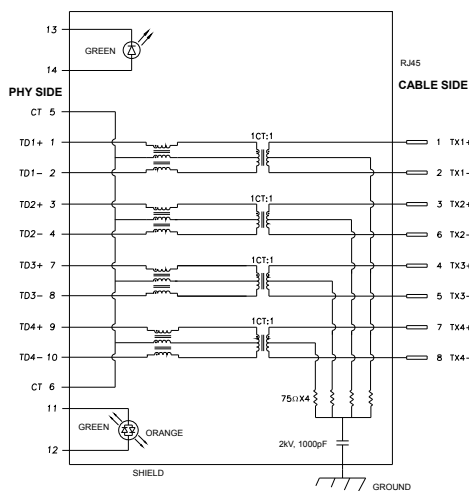 13
GREEN
14
RJ45
PHY SIDE
CABLE SIDE
CT 5
1CT:1
TD1+ 1
1 TX1+
TD1- 2
2 TX1-
1CT:1
TD2+ 3
3 TX2+
TD2- 4
6 TX2-
1CT:1
TD3+ 7
4 TX3+
TD3- 8
5 TX3-
1CT:1
TD4+ 9
7 TX4+
TD4- 10
8 TX4-
CT 6
75ΩX4
11
GREEN
ORANGE
12
2kV, 1000pF
SHIELD
GROUND